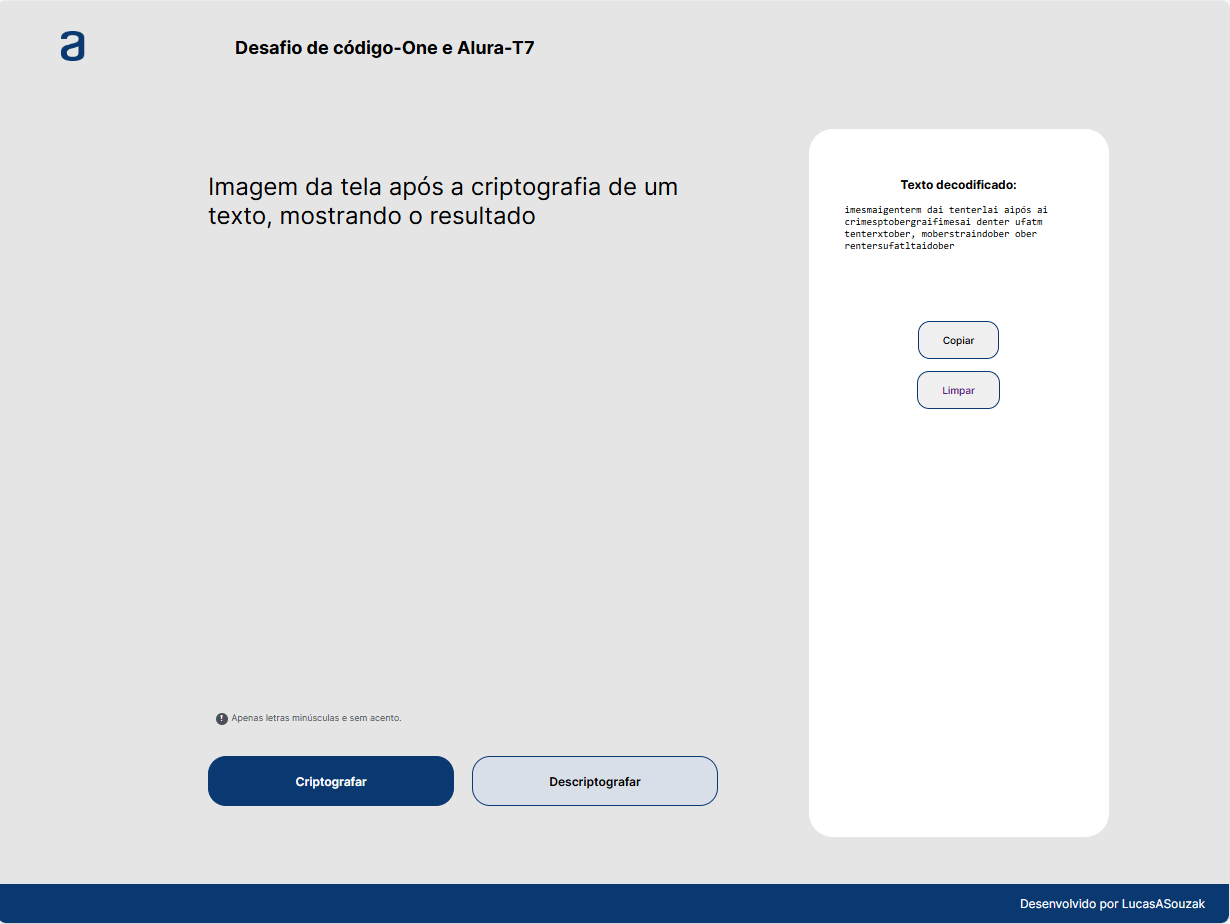 a
Desafio de código-One e Alura-T7
Imagem da tela após a criptografia de um
texto, mostrando o resultado
Apenas letras minúsculas e sem acento.
Criptografar
Descriptografar
Texto decodificado:
imesmaigenterm dai tenterlai aipós ai
crimesptobergraifimesai denter ufatm
tenterxtober, moberstraindober ober
rentersufatltaidober
Copiar
Limpar
Desenvolvido por LucasASouzak